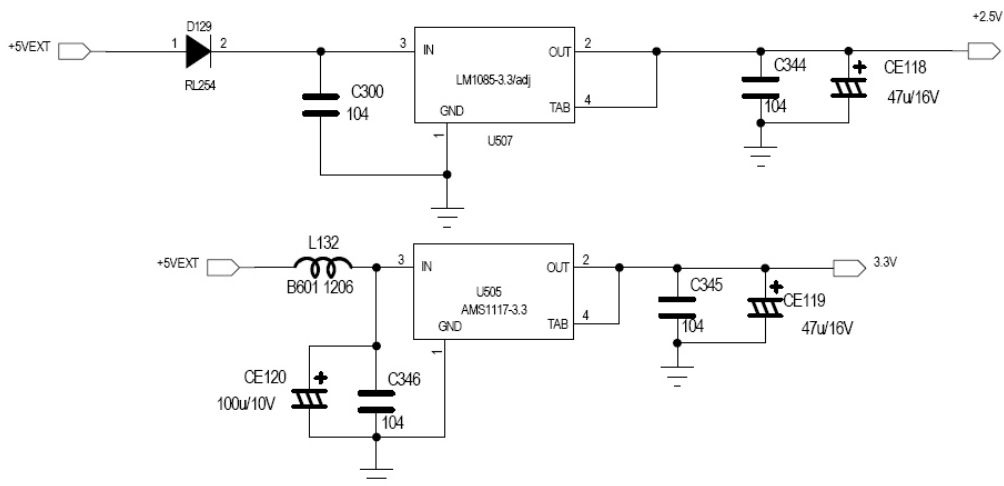 +5VEXT
D129
1
2
RL254
C300
104
3
IN
OUT
2
LM1085-3.3/adj
TAB
4
GND
1
U507
C344
104
CE118
47u/16V
+2.5V
+5VEXT
L132
B601 1206
3
IN
OUT
2
U505
AMS1117-3.3
GND
TAB
4
1
C345
104
CE119
47u/16V
3.3V
CE120
100u/10V
C346
104